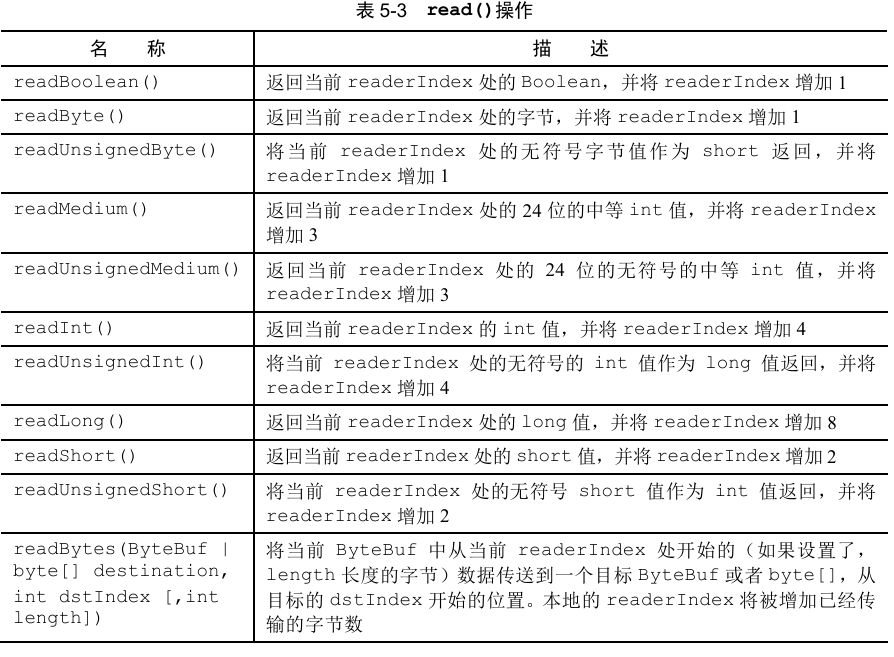 表 5-3 read()操作
名 称 描 述
readBoolean() 返回当前 readerIndex 处的 Boolean，并将 readerIndex 增加 1
readByte() 返回当前 readerIndex 处的字节，并将 readerIndex 增加 1
readUnsignedByte() 将当前 readerIndex 处的无符号字节值作为 short 返回，并将
readerIndex 增加 1
readMedium() 返回当前 readerIndex 处的 24 位的中等 int 值，并将 readerIndex
增加 3
readUnsignedMedium() 返回当前 readerIndex 处的 24 位的无符号的中等 int 值，并将
readerIndex 增加 3
readInt() 返回当前 readerIndex 的 int 值，并将 readerIndex 增加 4
readUnsignedInt() 将当前 readerIndex 处的无符号的 int 值作为 long 值返回，并将
readerIndex 增加 4
readLong() 返回当前 readerIndex 处的 long 值，并将 readerIndex 增加 8
readShort() 返回当前 readerIndex 处的 short 值，并将 readerIndex 增加 2
readUnsignedShort() 将当前 readerIndex 处的无符号 short 值作为 int 值返回，并将
readerIndex 增加 2
readBytes(ByteBuf | 将当前 ByteBuf 中从当前 readerIndex 处开始的（如果设置了，
byte[] destination, length 长度的字节）数据传送到一个目标 ByteBuf 或者 byte[]，从
int dstIndex [,int 目标的 dstIndex 开始的位置。本地的 readerIndex 将被增加已经传
length]) 输的字节数